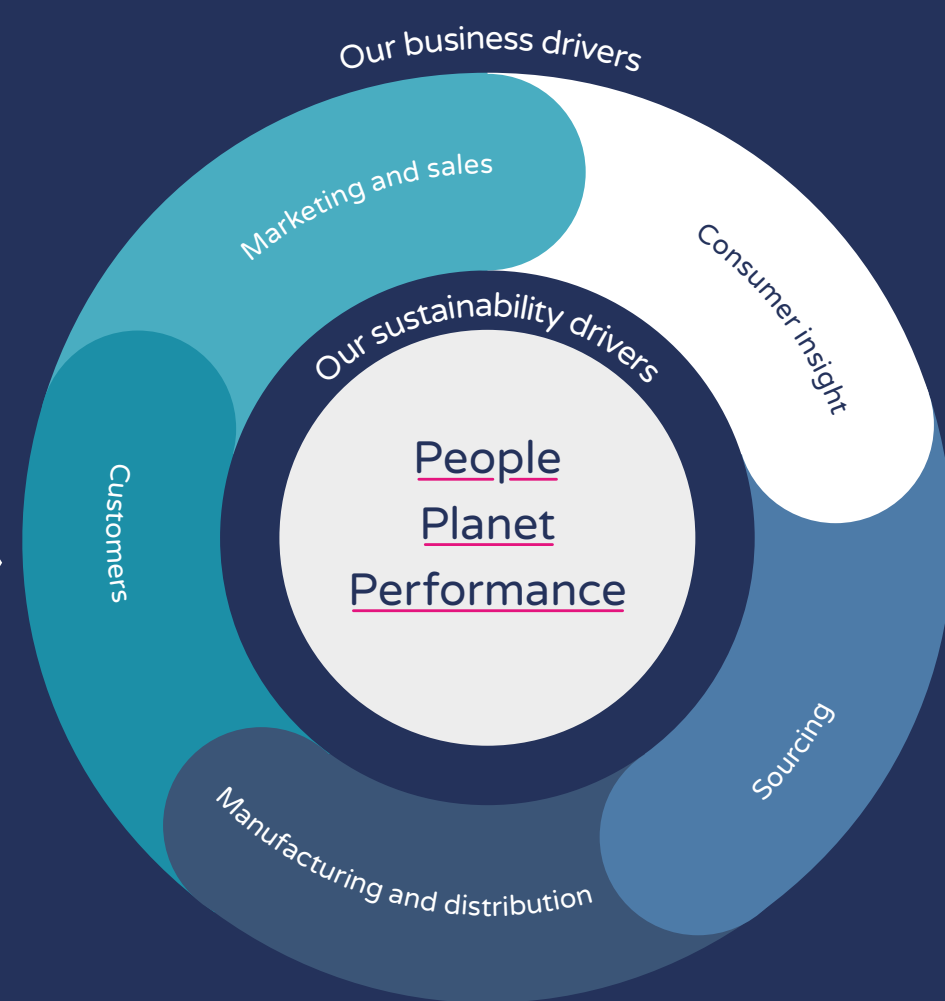 Our business drivers
Marketing and sales
Consumer insight
Our sustainability drivers
People
Planet
Performance
Customers
Sourcing
Manufacturing and distribution